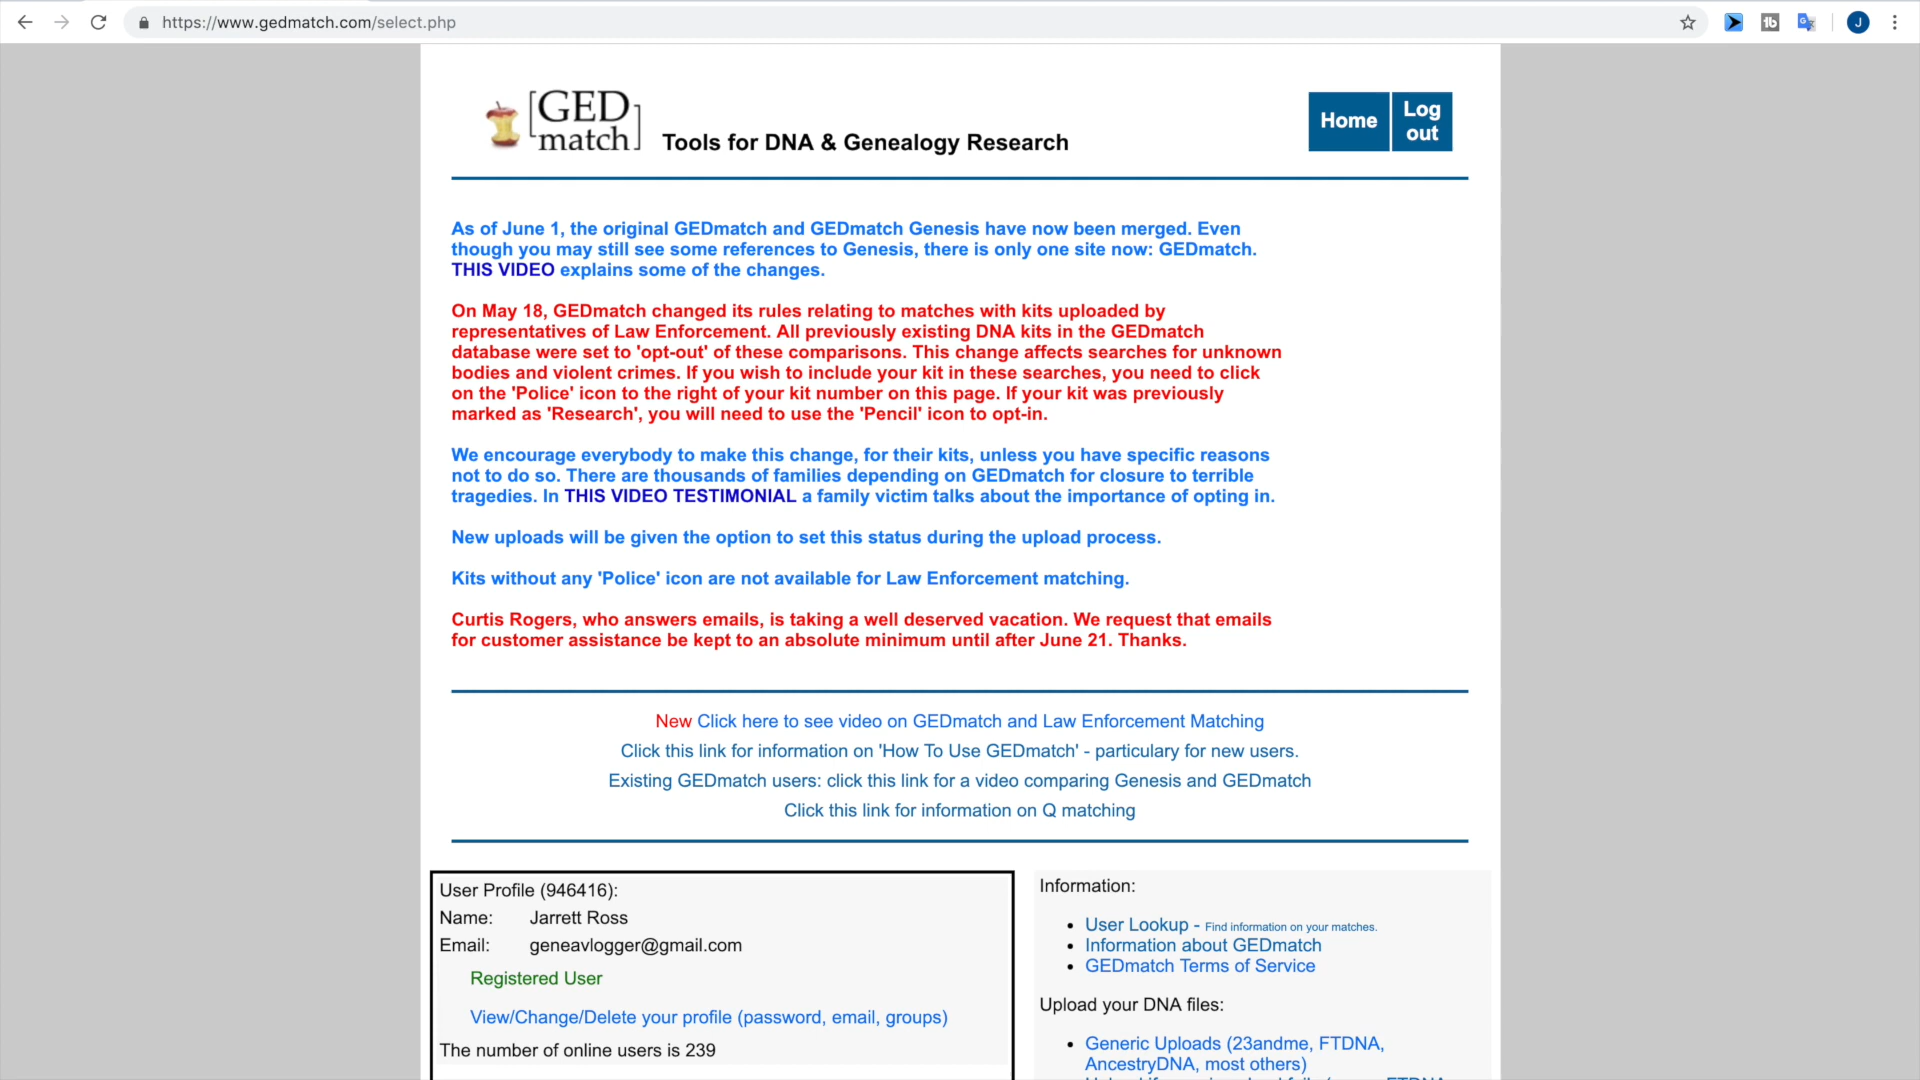 https://www.gedmatch.com/select.php
J
[GED
match]
Tools for DNA & Genealogy Research
Home
Log
out
As of June 1, the original GEDmatch and GEDmatch Genesis have now been merged. Even
though you may still see some references to Genesis, there is only one site now: GEDmatch.
THIS VIDEO explains some of the changes.
On May 18, GEDmatch changed its rules relating to matches with kits uploaded by
representatives of Law Enforcement. All previously existing DNA kits in the GEDmatch
database were set to 'opt-out' of these comparisons. This change affects searches for unknown
bodies and violent crimes. If you wish to include your kit in these searches, you need to click
on the 'Police' icon to the right of your kit number on this page. If your kit was previously
marked as 'Research', you will need to use the 'Pencil' icon to opt-in.
We encourage everybody to make this change, for their kits, unless you have specific reasons
not to do so. There are thousands of families depending on GEDmatch for closure to terrible
tragedies. In THIS VIDEO TESTIMONIAL a family victim talks about the importance of opting in.
New uploads will be given the option to set this status during the upload process.
Kits without any 'Police' icon are not available for Law Enforcement matching.
Curtis Rogers, who answers emails, is taking a well deserved vacation. We request that emails
for customer assistance be kept to an absolute minimum until after June 21. Thanks.
New Click here to see video on GEDmatch and Law Enforcement Matching
Click this link for information on 'How To Use GEDmatch' - particulary for new users.
Existing GEDmatch users: click this link for a video comparing Genesis and GEDmatch
Click this link for information on Q matching
User Profile (946416):
Name: Jarrett Ross
Email: geneavlogger@gmail.com
Registered User
View/Change/Delete your profile (password, email, groups)
The number of online users is 239
Information:
User Lookup - Find information on your matches.
Information about GEDmatch
GEDmatch Terms of Service
Upload your DNA files:
Generic Uploads (23andme, FTDNA,
AncestryDNA, most others)